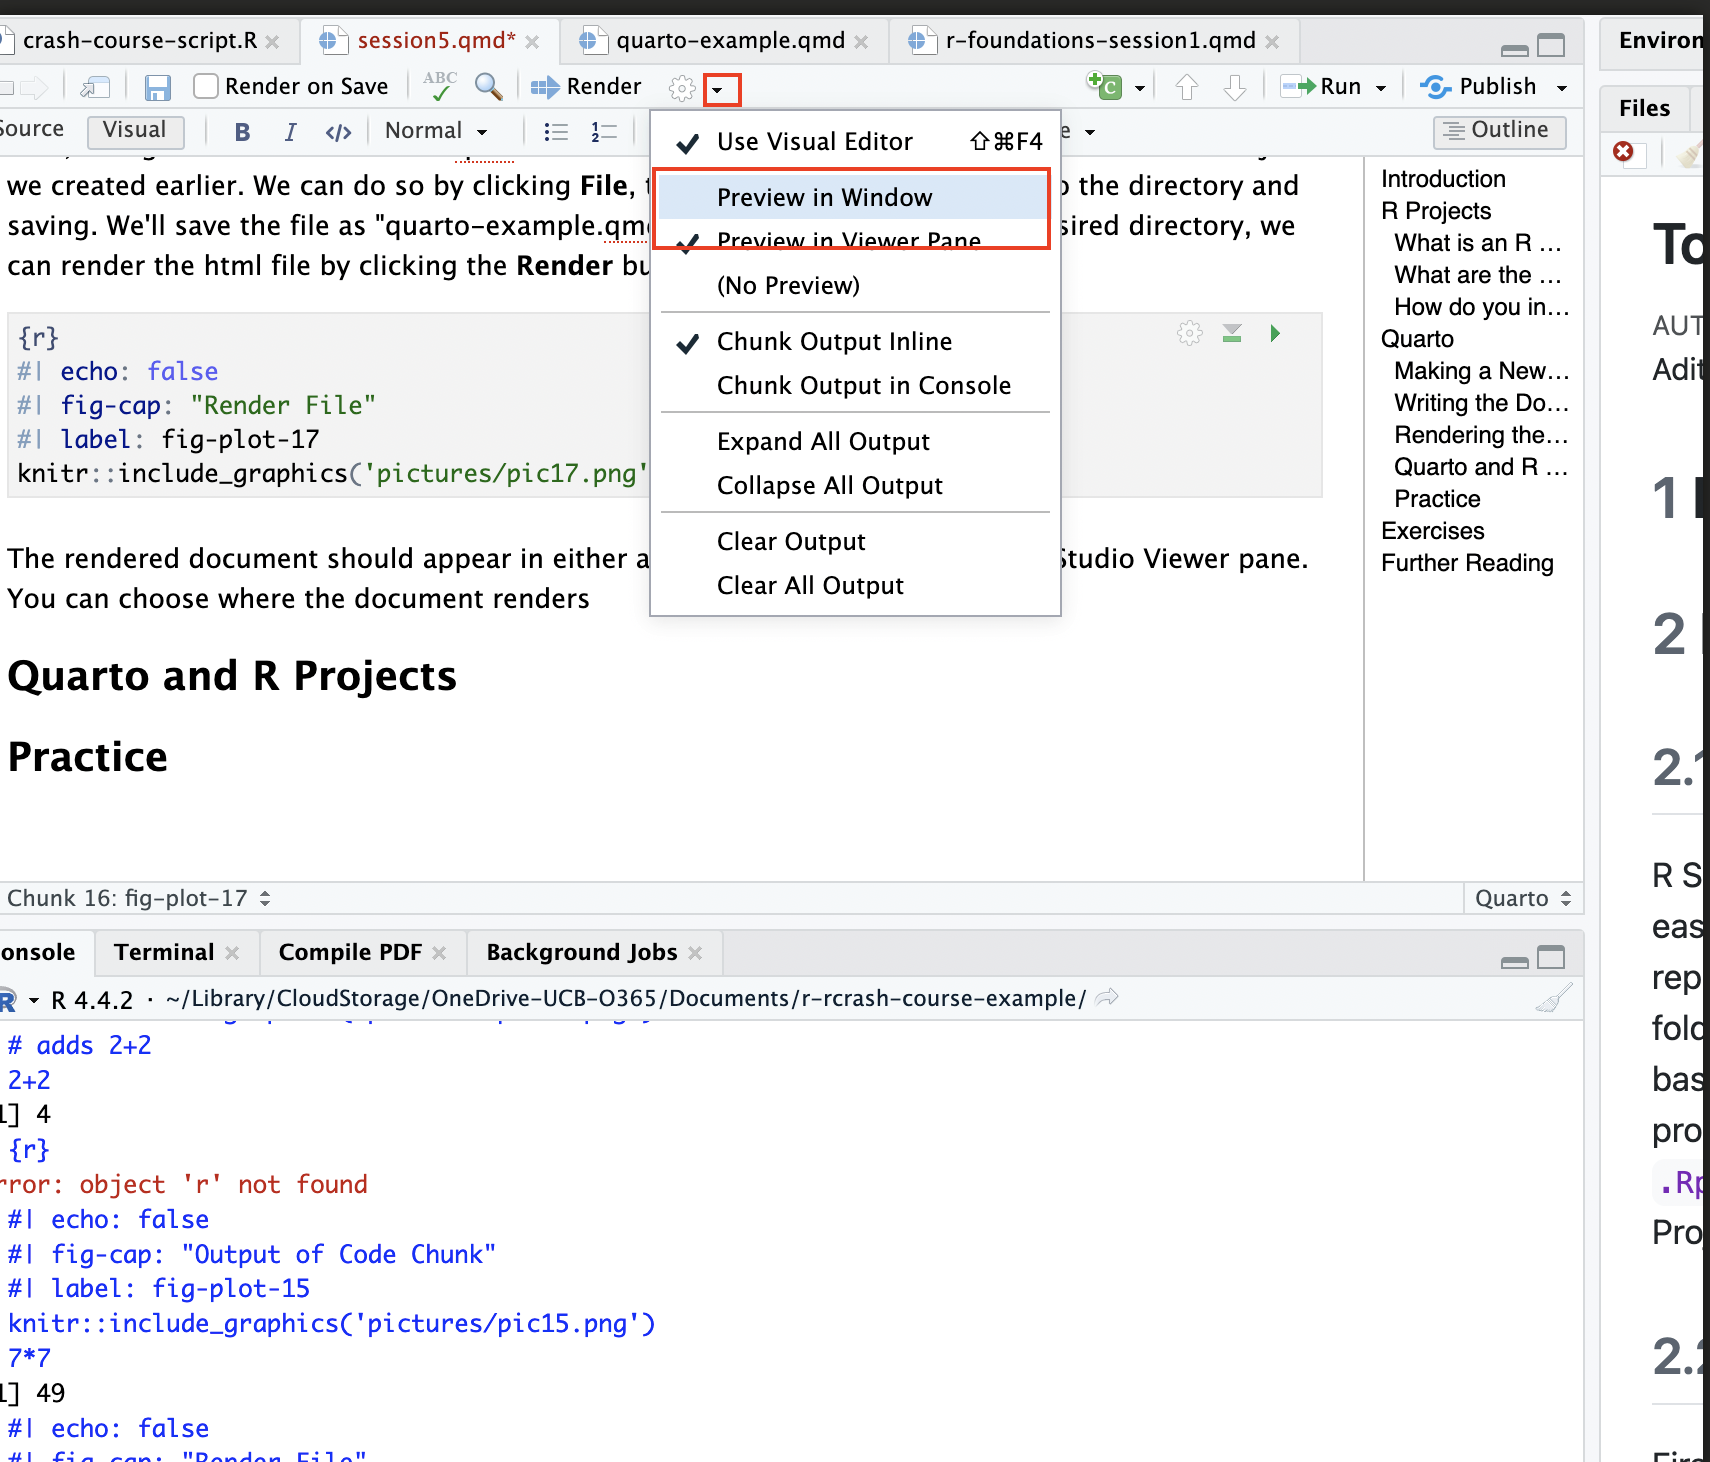 crash-course-script.R
session5.qmd*
quarto-example.qmd
r-foundations-session1.qmd
Environ
Render on Save
ABC
Render
C
Run
Publish
Files
Source
Visual
B I </>
Normal
Outline
Use Visual Editor ⇧⌘F4
Preview in Window
Preview in Viewer Pane
(No Preview)
Chunk Output Inline
Chunk Output in Console
Expand All Output
Collapse All Output
Clear Output
Clear All Output
we created earlier. We can do so by clicking File, the directory and
saving. We'll save the file as "quarto-example.qm sired directory, we
can render the html file by clicking the Render bu
{r}
#| echo: false
#| fig-cap: "Render File"
#| label: fig-plot-17
knitr::include_graphics('pictures/pic17.png'
The rendered document should appear in either a Studio Viewer pane.
You can choose where the document renders
Quarto and R Projects
Practice
Introduction
R Projects
What is an R ...
What are the ...
How do you in...
Quarto
Making a New...
Writing the Do...
Rendering the...
Quarto and R ...
Practice
Exercises
Further Reading
Chunk 16: fig-plot-17
Quarto
onsole
Terminal
Compile PDF
Background Jobs
R R 4.4.2 · ~/Library/CloudStorage/OneDrive-UCB-O365/Documents/r-rcrash-course-example/
# adds 2+2
2+2
1] 4
{r}
rror: object 'r' not found
#| echo: false
#| fig-cap: "Output of Code Chunk"
#| label: fig-plot-15
knitr::include_graphics('pictures/pic15.png')
7*7
1] 49
#| echo: false
#| fig-cap: "Render File"
To
AUT
Adit
1
2
2.1
R S
eas
rep
fold
bas
pro
.Rp
Proj
2.2